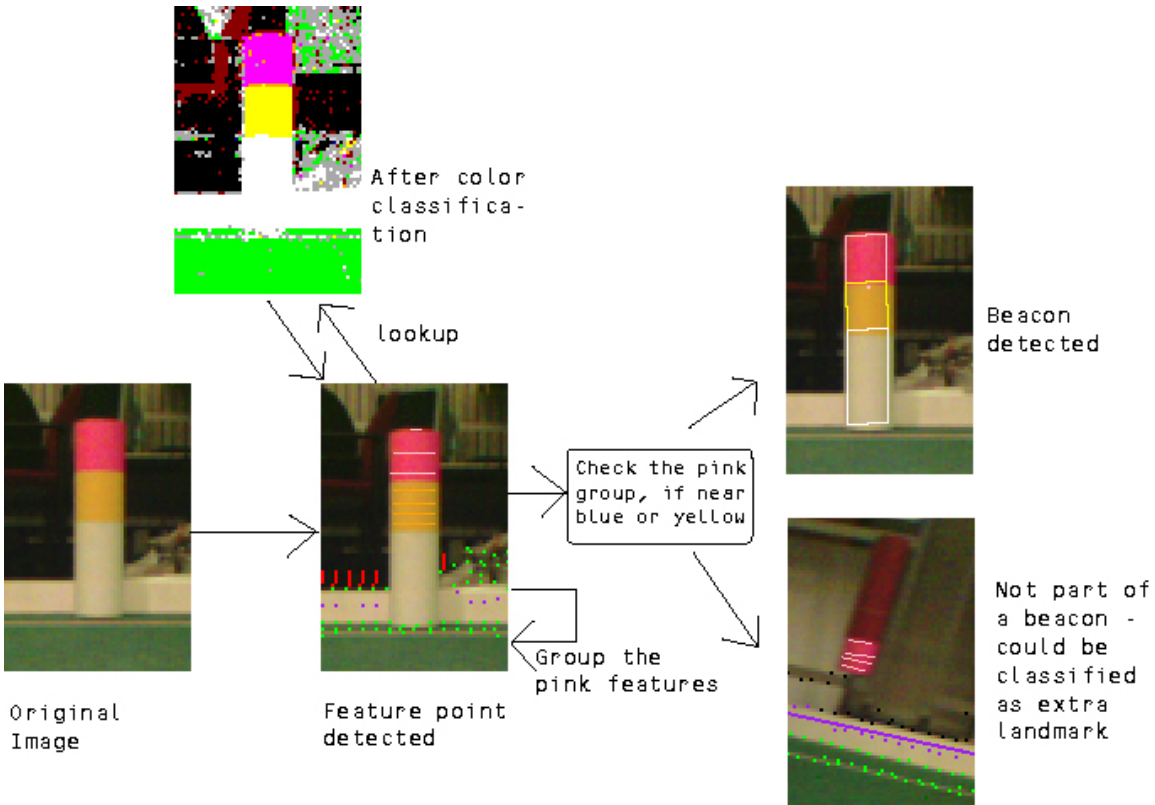 After color
classifica-
tion
lookup
Beacon
detected
Check the pink
group, if near
blue or yellow
Group the
pink features
Not part of
a beacon -
could be
classified
as extra
landmark
Original
Image
Feature point
detected